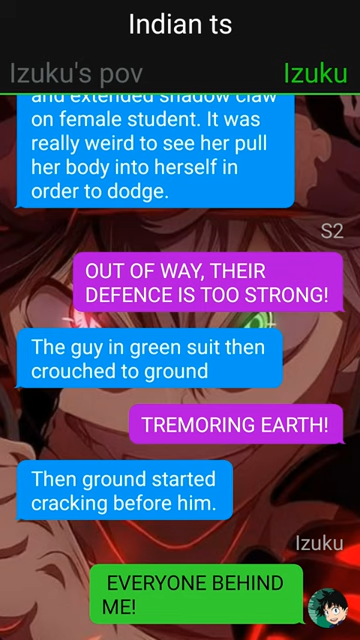 Indian ts
Izuku's pov
Izuku
and extended shadow claw
on female student. It was
really weird to see her pull
her body into herself in
order to dodge.
S2
OUT OF WAY, THEIR
DEFENCE IS TOO STRONG!
The guy in green suit then
crouched to ground
TREMORING EARTH!
Then ground started
cracking before him.
Izuku
EVERYONE BEHIND
ME!